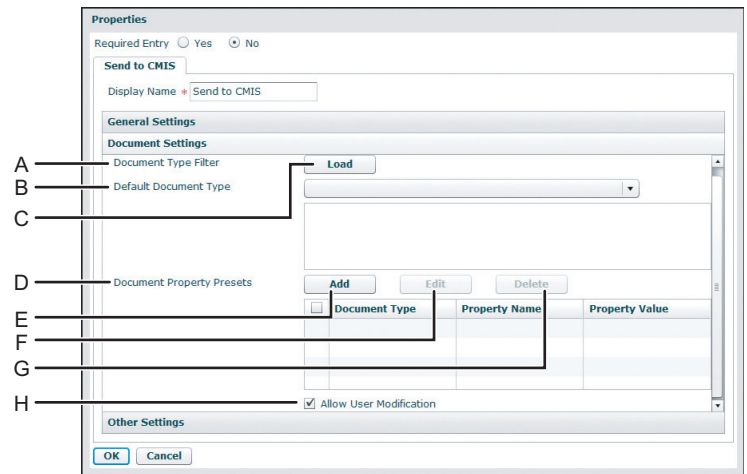 Properties
Required Entry Yes No
Send to CMIS
Display Name * Send to CMIS
General Settings
Document Settings
A Document Type Filter Load
B Default Document Type
C
D Document Property Presets Add Edit Delete
E Document Type Property Name Property Value
F
G
H Allow User Modification
Other Settings
OK Cancel